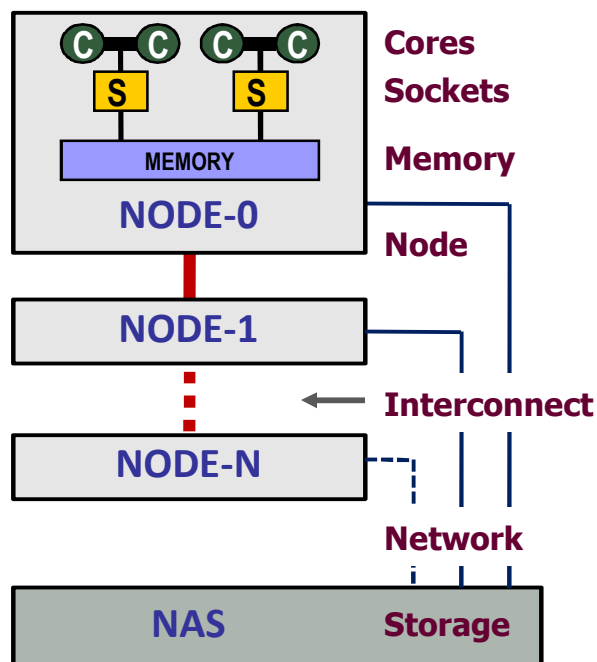 C C C C Cores
S S Sockets
MEMORY Memory
NODE-0
Node
NODE-1
Interconnect
NODE-N
Network
NAS Storage